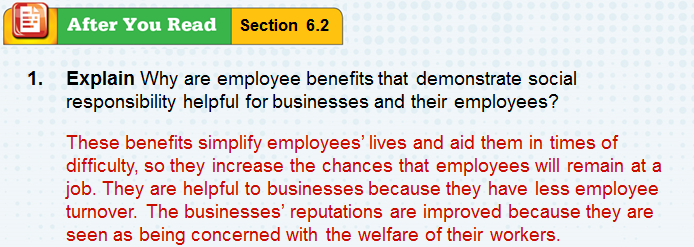 After You Read Section 6.2
1. Explain Why are employee benefits that demonstrate social
responsibility helpful for businesses and their employees?
These benefits simplify employees’ lives and aid them in times of
difficulty, so they increase the chances that employees will remain at a
job. They are helpful to businesses because they have less employee
turnover. The businesses’ reputations are improved because they are
seen as being concerned with the welfare of their workers.